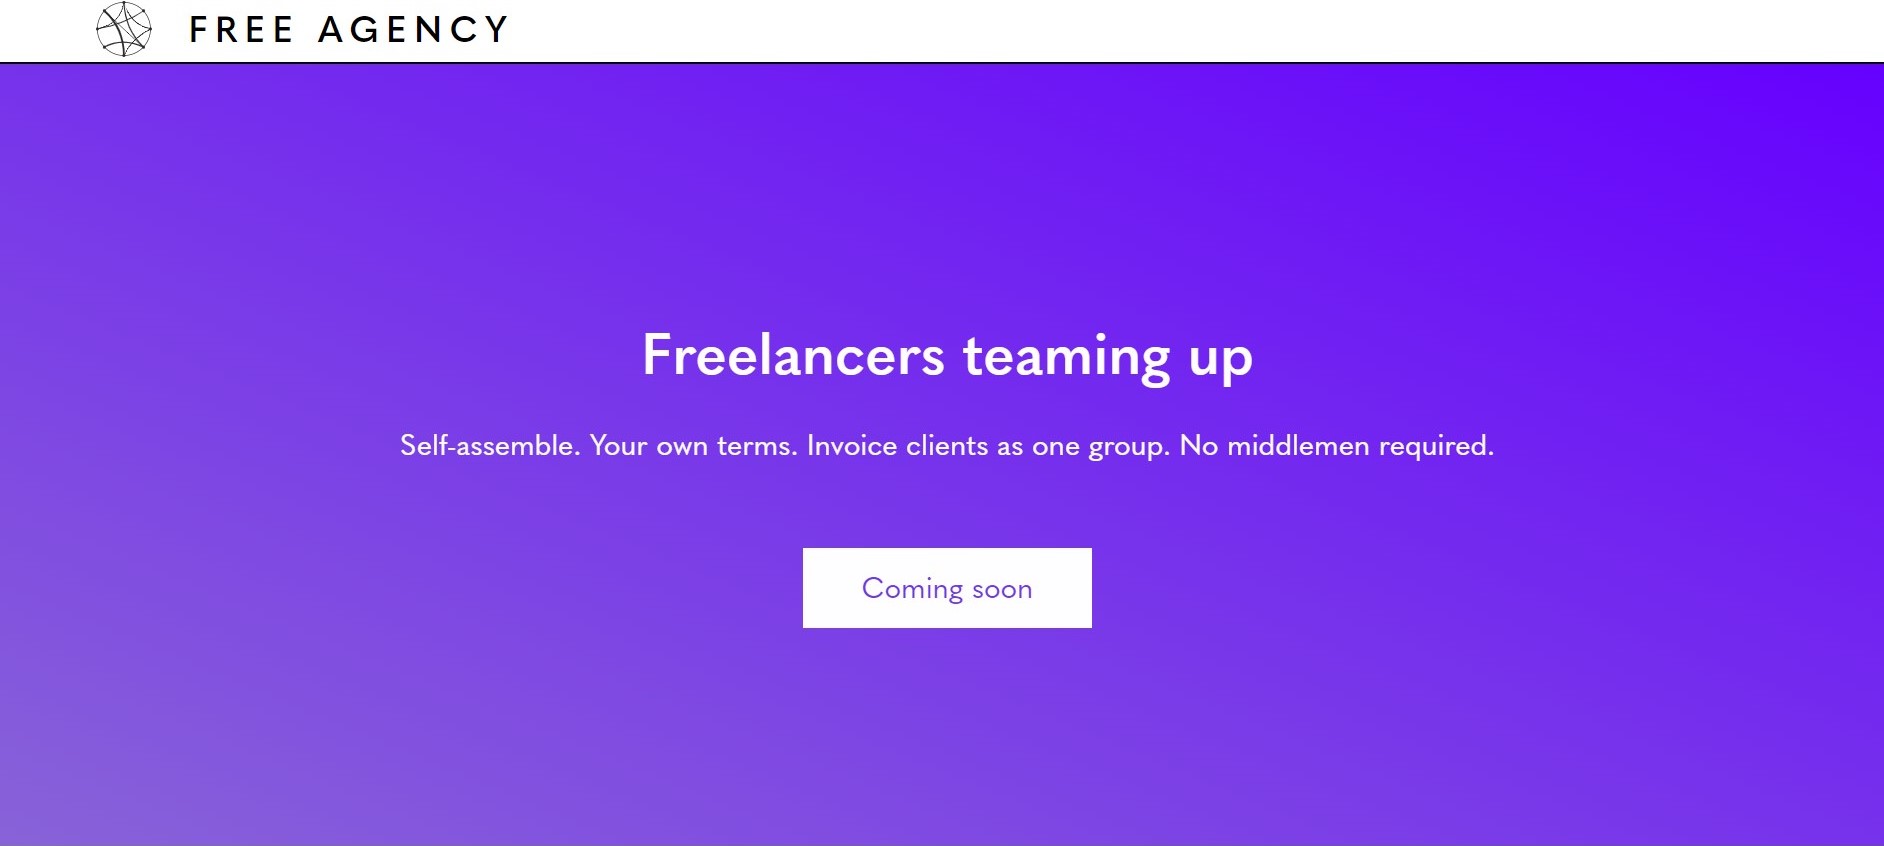 FREE AGENCY
Freelancers teaming up
Self-assemble. Your own terms. Invoice clients as one group. No middlemen required.
Coming soon